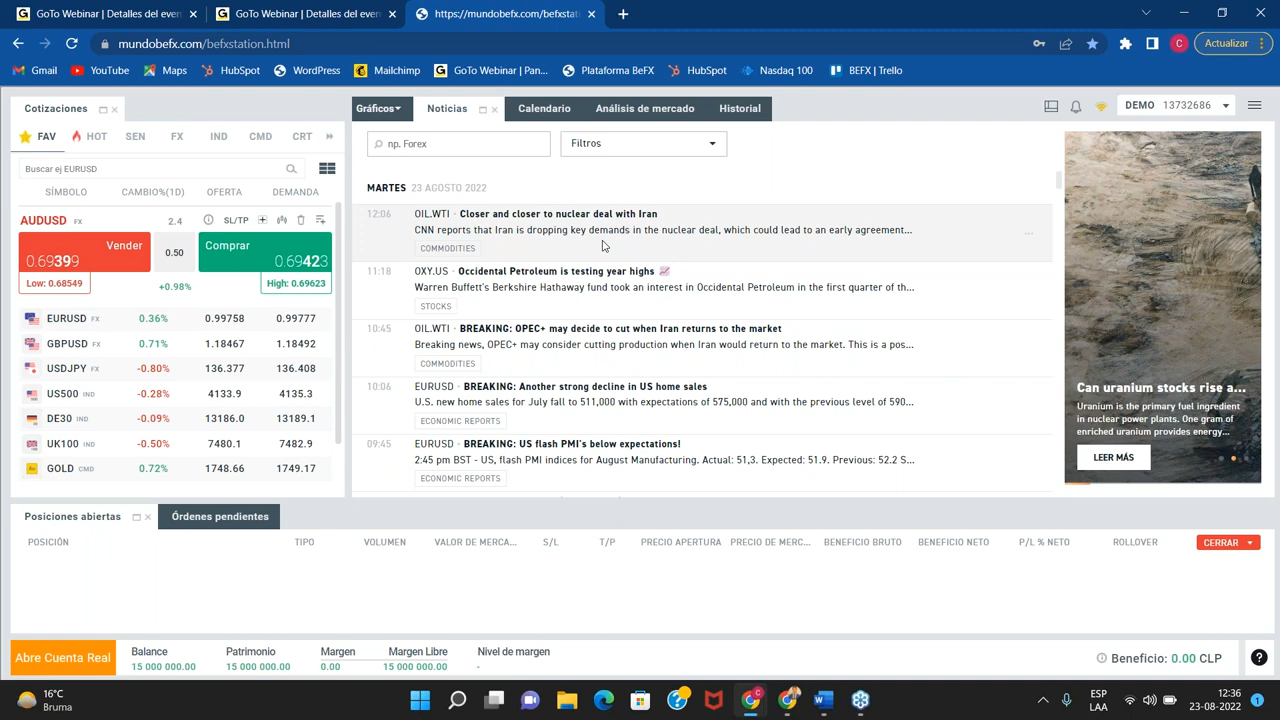 GoTo Webinar | Detalles del even
GoTo Webinar | Detalles del even
https://mundobefx.com/befxstati
mundobefx.com/befxstation.html
Actualizar
Gmail
YouTube
Maps
HubSpot
WordPress
Mailchimp
GoTo Webinar | Pan...
Plataforma BeFX
HubSpot
Nasdaq 100
BEFX | Trello
Cotizaciones
FAV HOT SEN FX IND CMD CRT
Buscar ej EURUSD
SÍMBOLO CAMBIO%(1D) OFERTA DEMANDA
AUDUSD FX 2.4 SL/TP
Vender 0.50 Comprar
0.69399 0.69423
Low: 0.68549 +0.98% High: 0.69623
EURUSD FX 0.36% 0.99758 0.99777
GBPUSD FX 0.71% 1.18467 1.18492
USDJPY FX -0.80% 136.377 136.408
US500 IND -0.28% 4133.9 4135.3
DE30 IND -0.09% 13186.0 13189.1
UK100 IND -0.50% 7480.1 7482.9
GOLD CMD 0.72% 1748.66 1749.17
Gráficos Noticias Calendario Análisis de mercado Historial
DEMO 13732686
np. Forex
Filtros
MARTES 23 AGOSTO 2022
12:06 OIL.WTI · Closer and closer to nuclear deal with Iran
CNN reports that Iran is dropping key demands in the nuclear deal, which could lead to an early agreement...
COMMODITIES
11:18 OXY.US · Occidental Petroleum is testing year highs
Warren Buffett's Berkshire Hathaway fund took an interest in Occidental Petroleum in the first quarter of th...
STOCKS
10:45 OIL.WTI · BREAKING: OPEC+ may decide to cut when Iran returns to the market
Breaking news, OPEC+ may consider cutting production when Iran would return to the market. This is a pos...
COMMODITIES
10:06 EURUSD · BREAKING: Another strong decline in US home sales
U.S. new home sales for July fall to 511,000 with expectations of 575,000 and with the previous level of 590...
ECONOMIC REPORTS
09:45 EURUSD · BREAKING: US flash PMI's below expectations!
2:45 pm BST - US, flash PMI indices for August Manufacturing. Actual: 51,3. Expected: 51.9. Previous: 52.2 S...
ECONOMIC REPORTS
Can uranium stocks rise a...
Uranium is the primary fuel ingredient
in nuclear power plants. One gram of
enriched uranium provides energy...
LEER MÁS
Posiciones abiertas Órdenes pendientes
POSICIÓN TIPO VOLUMEN VALOR DE MERCA... S/L T/P PRECIO APERTURA PRECIO DE MERC... BENEFICIO BRUTO BENEFICIO NETO P/L % NETO ROLLOVER CERRAR
Abre Cuenta Real
Balance Patrimonio Margen Margen Libre Nivel de margen
15 000 000.00 15 000 000.00 0.00 15 000 000.00 -
Beneficio: 0.00 CLP
16°C
Bruma
ESP
LAA
12:36
23-08-2022